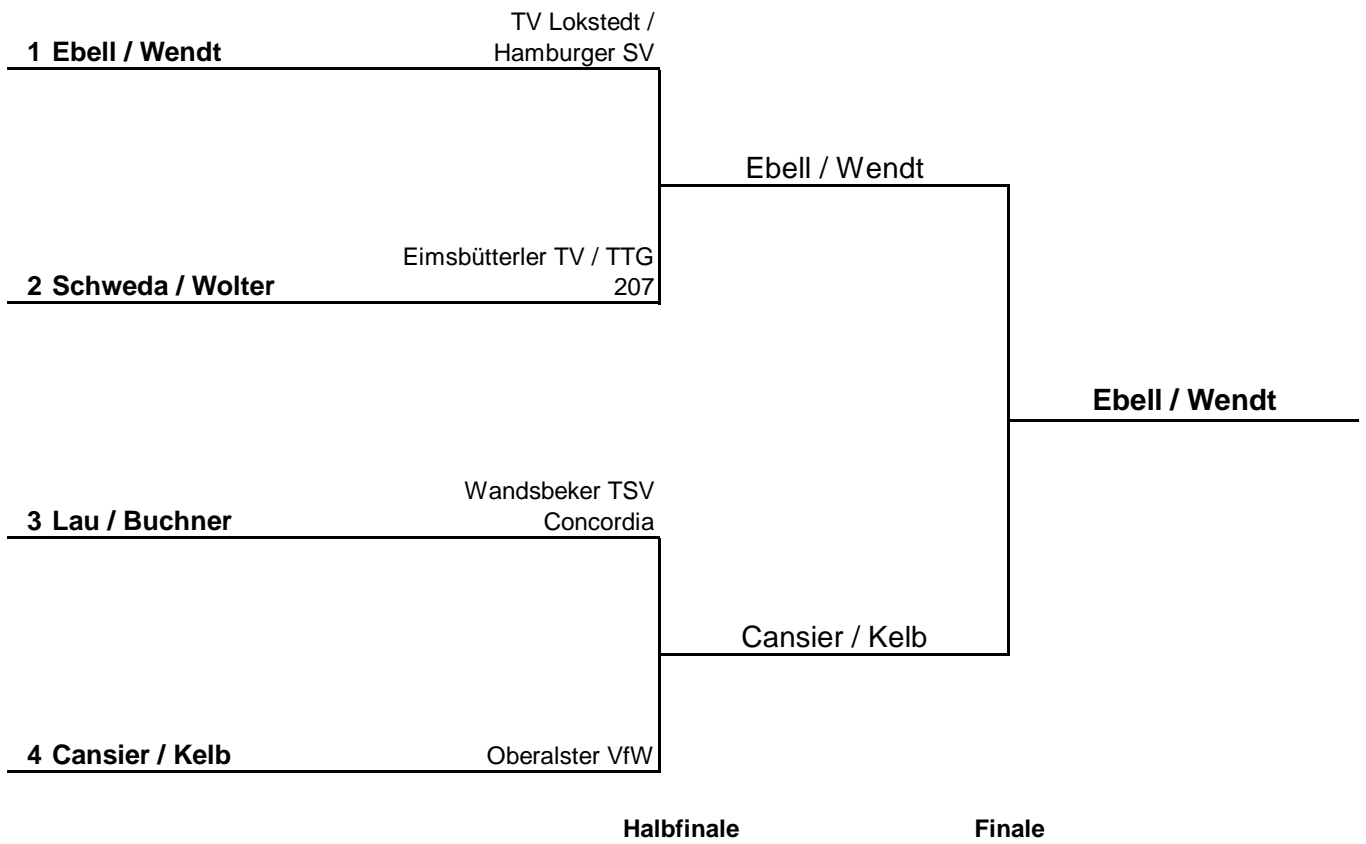 TV Lokstedt /
1 Ebell / Wendt Hamburger SV
Ebell / Wendt
Eimsbütterler TV / TTG
2 Schweda / Wolter 207
Ebell / Wendt
Wandsbeker TSV
3 Lau / Buchner Concordia
Cansier / Kelb
4 Cansier / Kelb Oberalster VfW
Halbfinale Finale